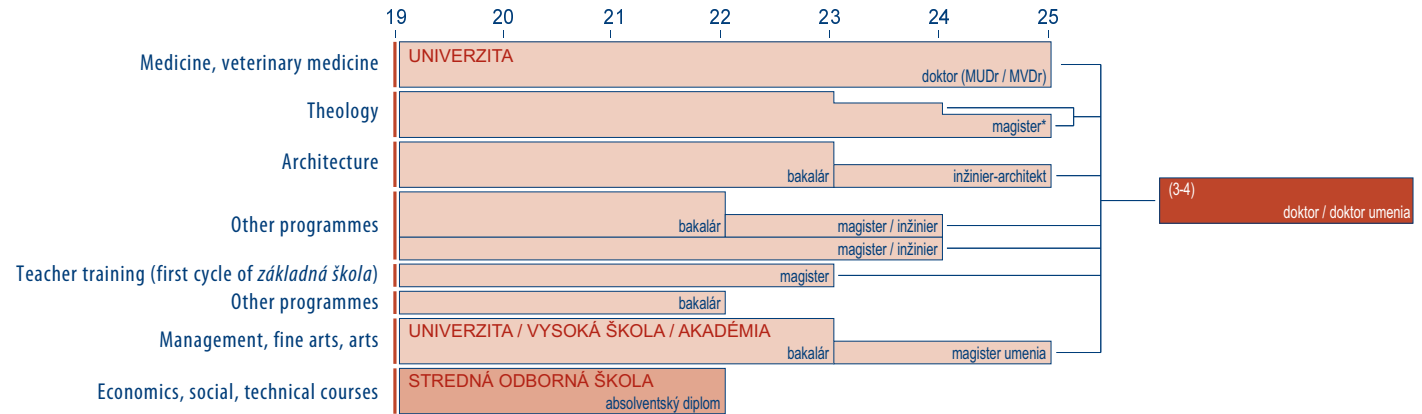 19 20 21 22 23 24 25
Medicine, veterinary medicine
UNIVERZITA
doktor (MUDr / MVDr)
Theology
magister*
Architecture
bakalár
inžinier-architekt
(3-4)
doktor / doktor umenia
Other programmes
bakalár
magister / inžinier
magister / inžinier
Teacher training (first cycle of základná škola)
magister
Other programmes
bakalár
Management, fine arts, arts
UNIVERZITA / VYSOKÁ ŠKOLA / AKADÉMIA
bakalár
magister umenia
Economics, social, technical courses
STREDNÁ ODBORNÁ ŠKOLA
absolventský diplom